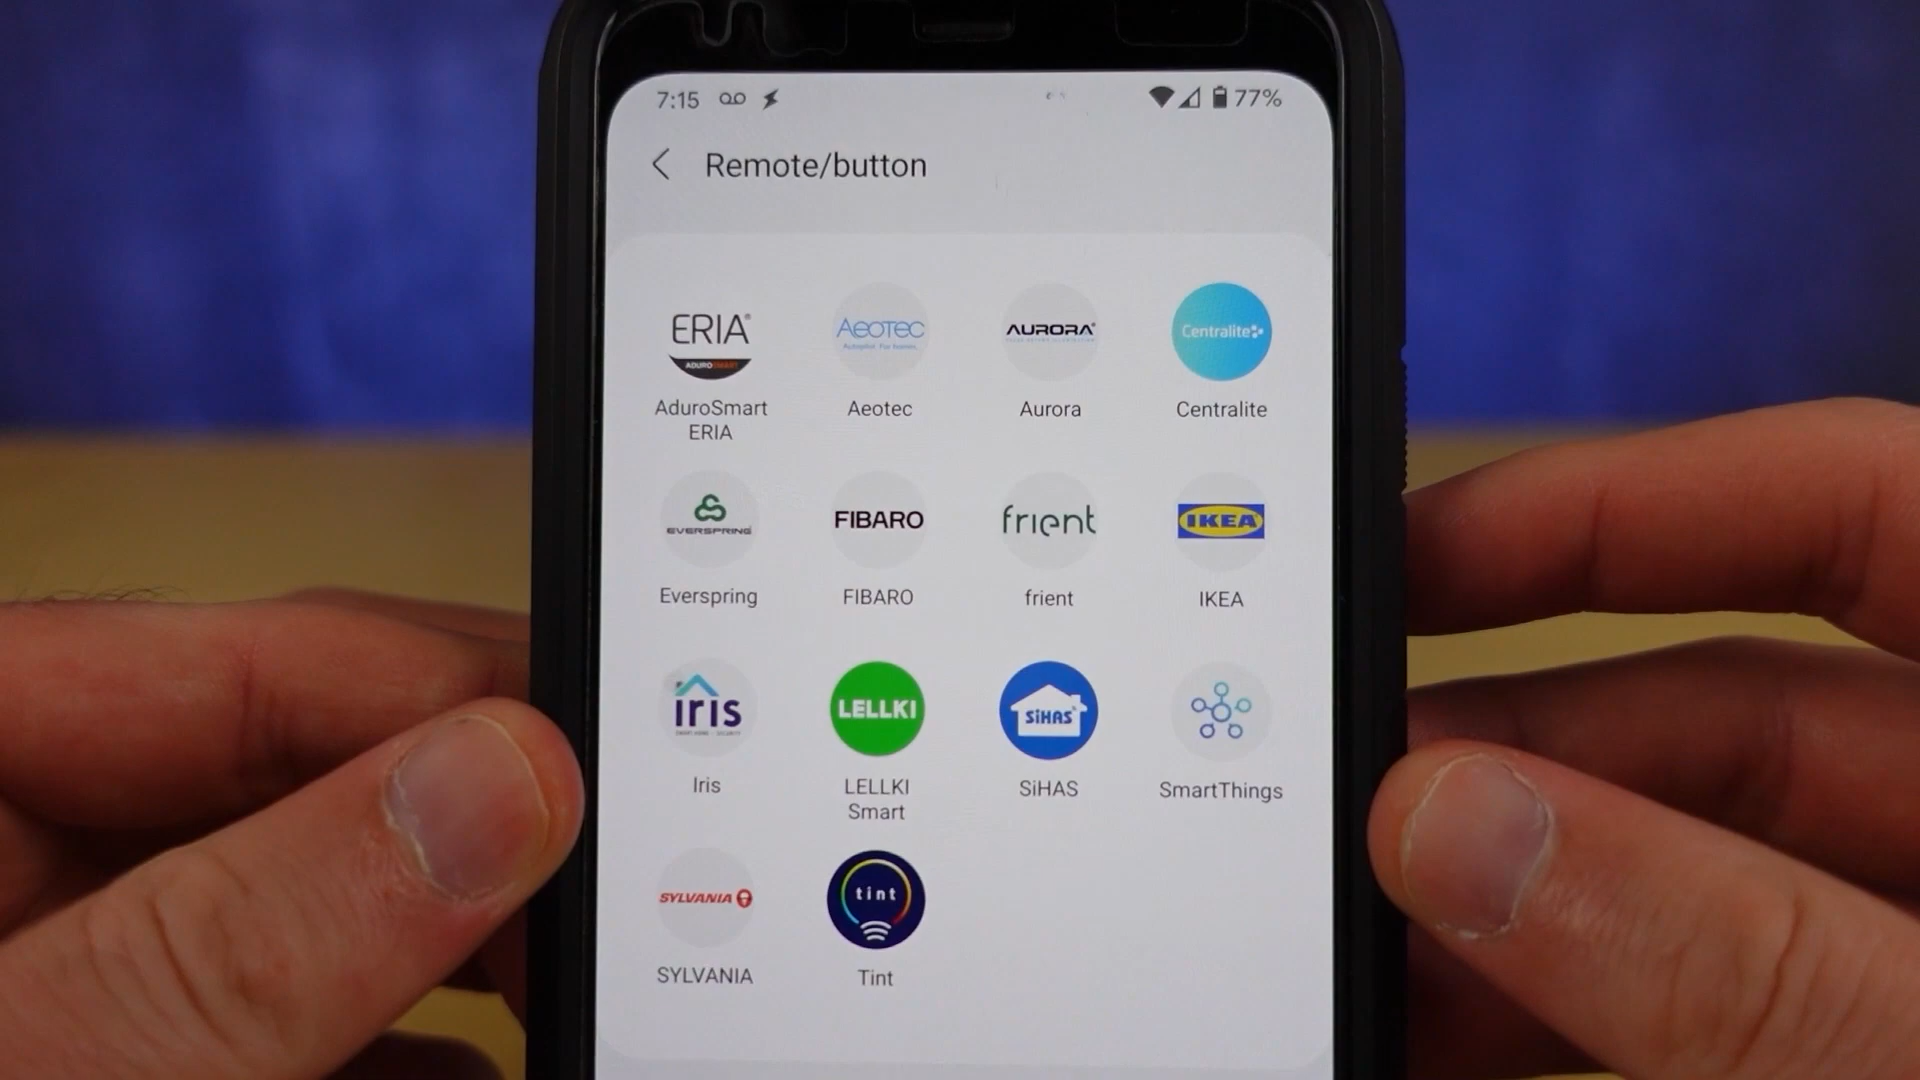 7:15
77%
Remote/button
ERIA®
ADUROSMART
AEOTEC
AURORA®
Centralite
AduroSmart
ERIA
Aeotec
Aurora
Centralite
EVERSPRING
FIBARO
frient
IKEA
Everspring
FIBARO
frient
IKEA
iris
LELLKI
SiHAS
Iris
LELLKI
Smart
SiHAS
SmartThings
SYLVANIA
tint
SYLVANIA
Tint